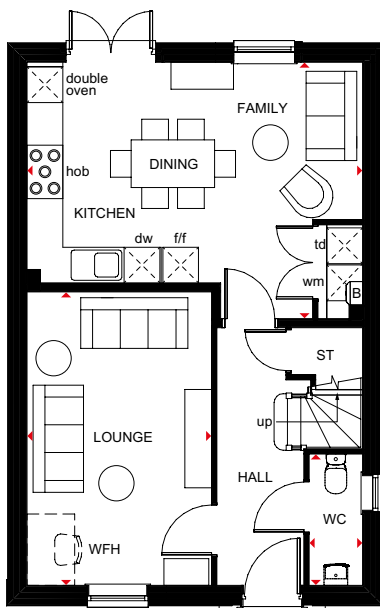 double
oven
FAMILY
DINING
hob
KITCHEN
dw
f/f
td
wm
B
ST
up
LOUNGE
HALL
WC
WFH